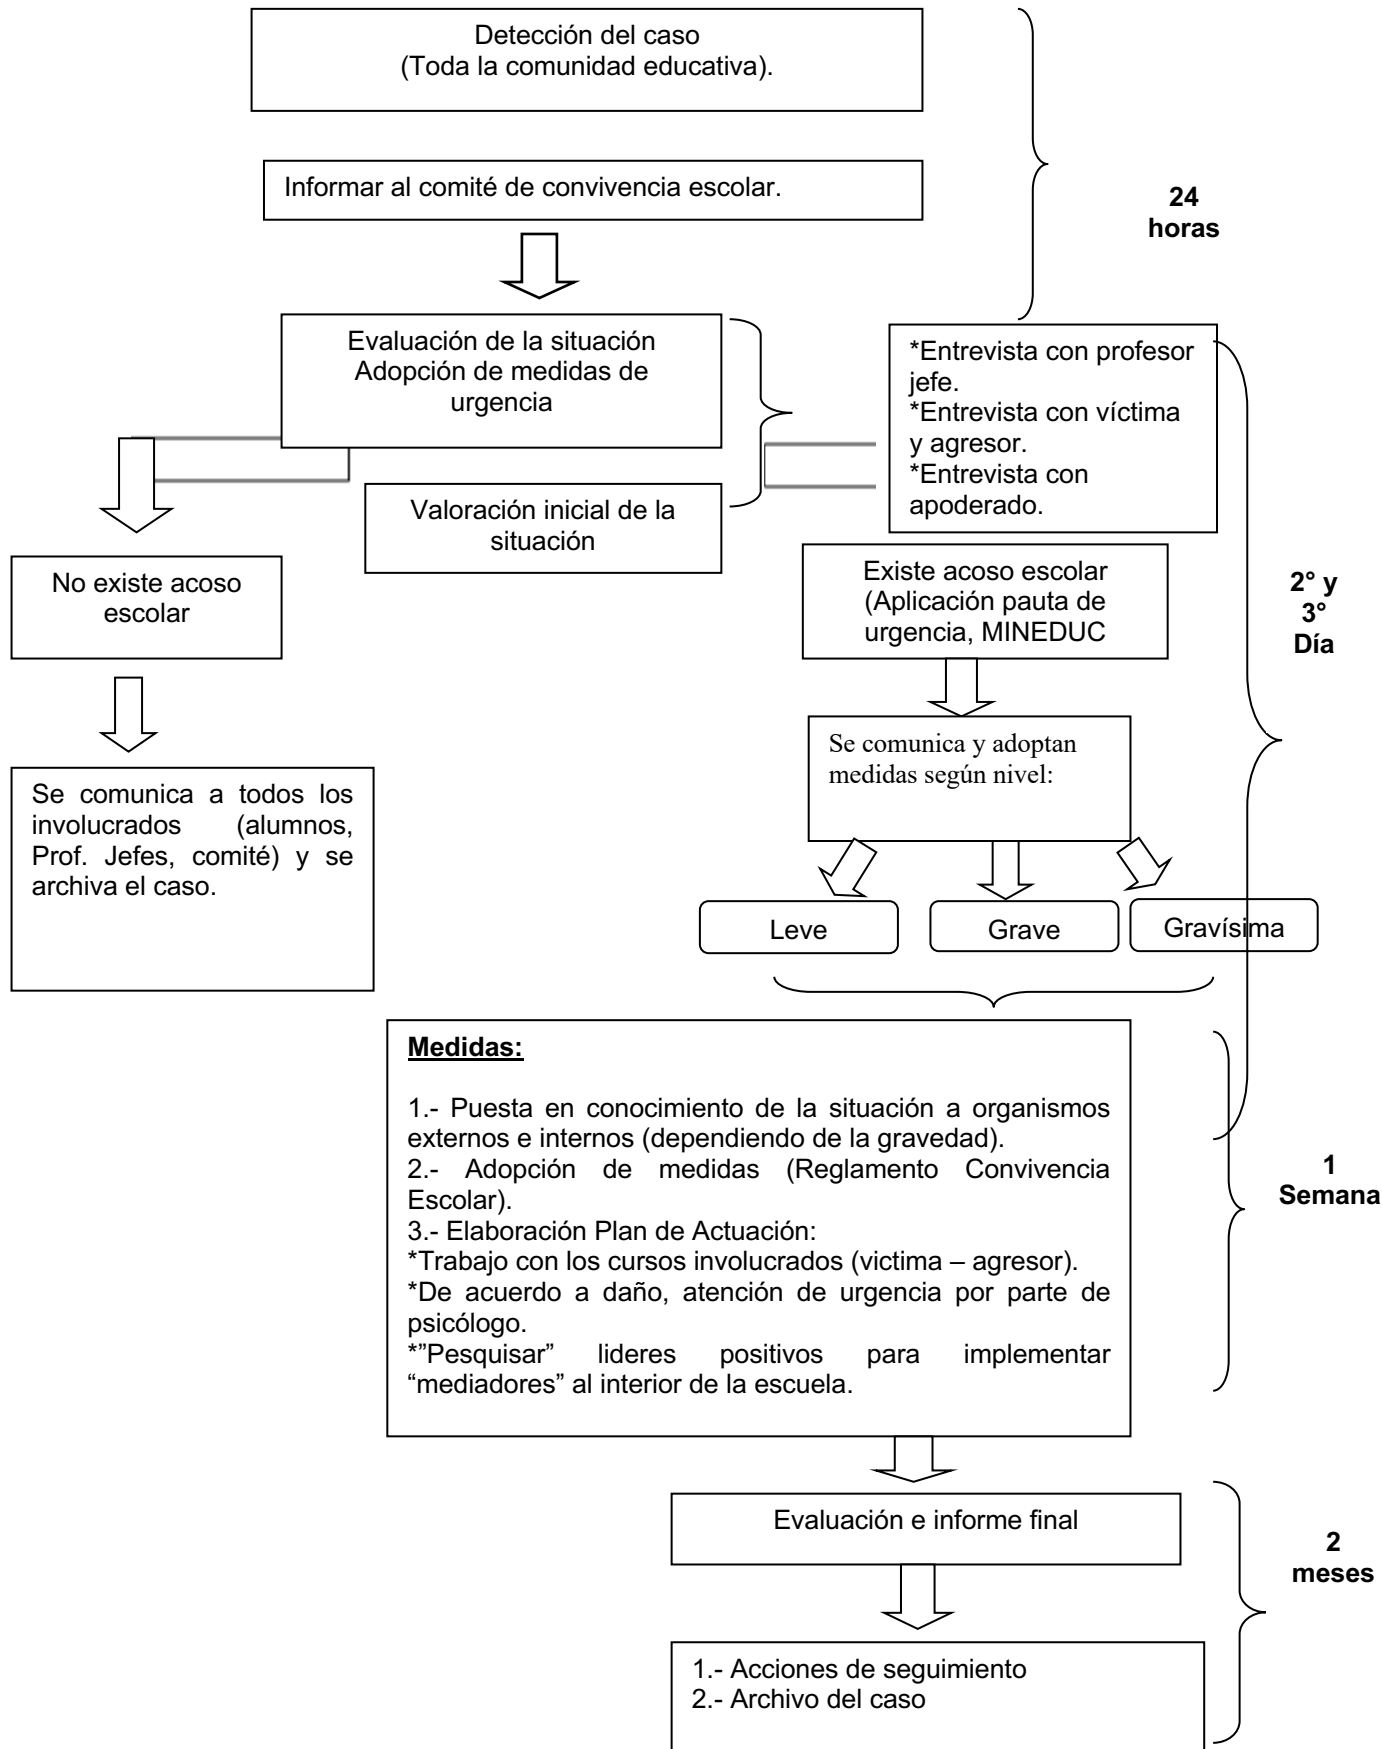 Detección del caso
(Toda la comunidad educativa).
Informar al comité de convivencia escolar.
24
horas
Evaluación de la situación
Adopción de medidas de
urgencia
Valoración inicial de la
situación
*Entrevista con profesor
jefe.
*Entrevista con víctima
y agresor.
*Entrevista con
apoderado.
No existe acoso
escolar
Existe acoso escolar
(Aplicación pauta de
urgencia, MINEDUC
2° y
3°
Día
Se comunica a todos los
involucrados (alumnos,
Prof. Jefes, comité) y se
archiva el caso.
Se comunica y adoptan
medidas según nivel:
Leve
Grave
Gravísima
Medidas:
1.- Puesta en conocimiento de la situación a organismos
externos e internos (dependiendo de la gravedad).
2.- Adopción de medidas (Reglamento Convivencia
Escolar).
3.- Elaboración Plan de Actuación:
*Trabajo con los cursos involucrados (victima – agresor).
*De acuerdo a daño, atención de urgencia por parte de
psicólogo.
*”Pesquisar” lideres positivos para implementar
“mediadores” al interior de la escuela.
1
Semana
Evaluación e informe final
2
meses
1.- Acciones de seguimiento
2.- Archivo del caso